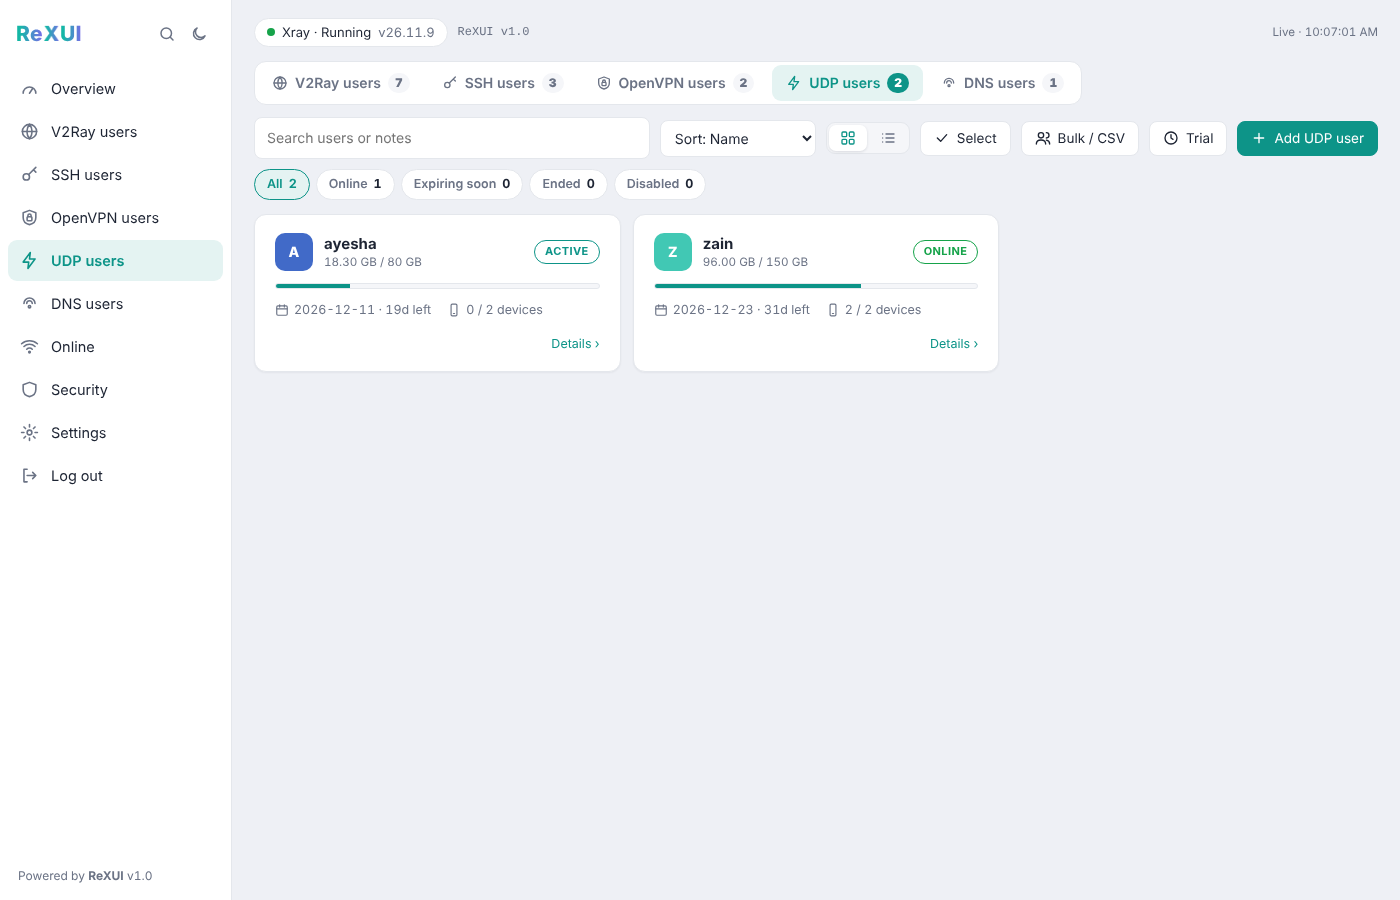 ReXUI
Overview
V2Ray users
SSH users
OpenVPN users
UDP users
DNS users
Online
Security
Settings
Log out
Powered by ReXUI v1.0
Xray · Running v26.11.9
ReXUI v1.0
Live · 10:07:01 AM
V2Ray users 7
SSH users 3
OpenVPN users 2
UDP users 2
DNS users 1
Search users or notes
Sort: Name
Select
Bulk / CSV
Trial
Add UDP user
All 2
Online 1
Expiring soon 0
Ended 0
Disabled 0
A
ayesha
18.30 GB / 80 GB
ACTIVE
2026-12-11 · 19d left
0 / 2 devices
Details ›
Z
zain
96.00 GB / 150 GB
ONLINE
2026-12-23 · 31d left
2 / 2 devices
Details ›